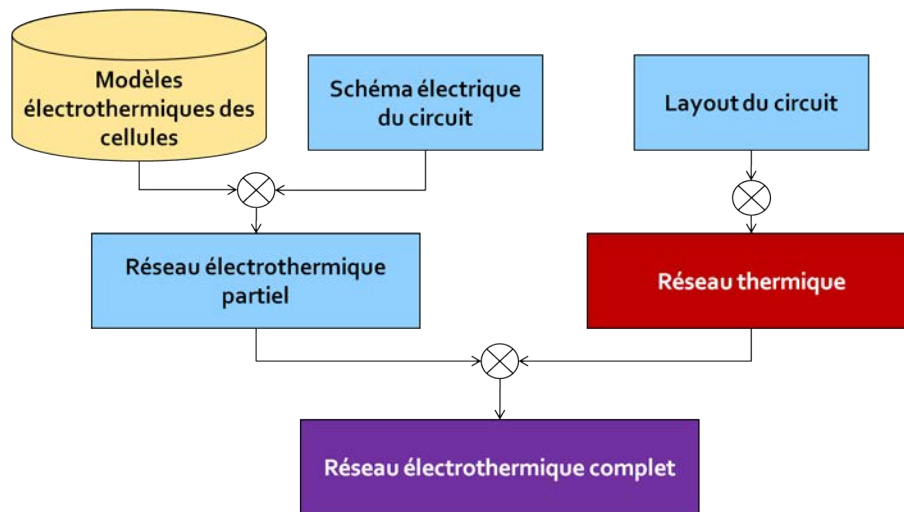 Modèles
électrothermiques des
cellules
Schéma électrique
du circuit
Layout du circuit
Réseau électrothermique
partiel
Réseau thermique
Réseau électrothermique complet